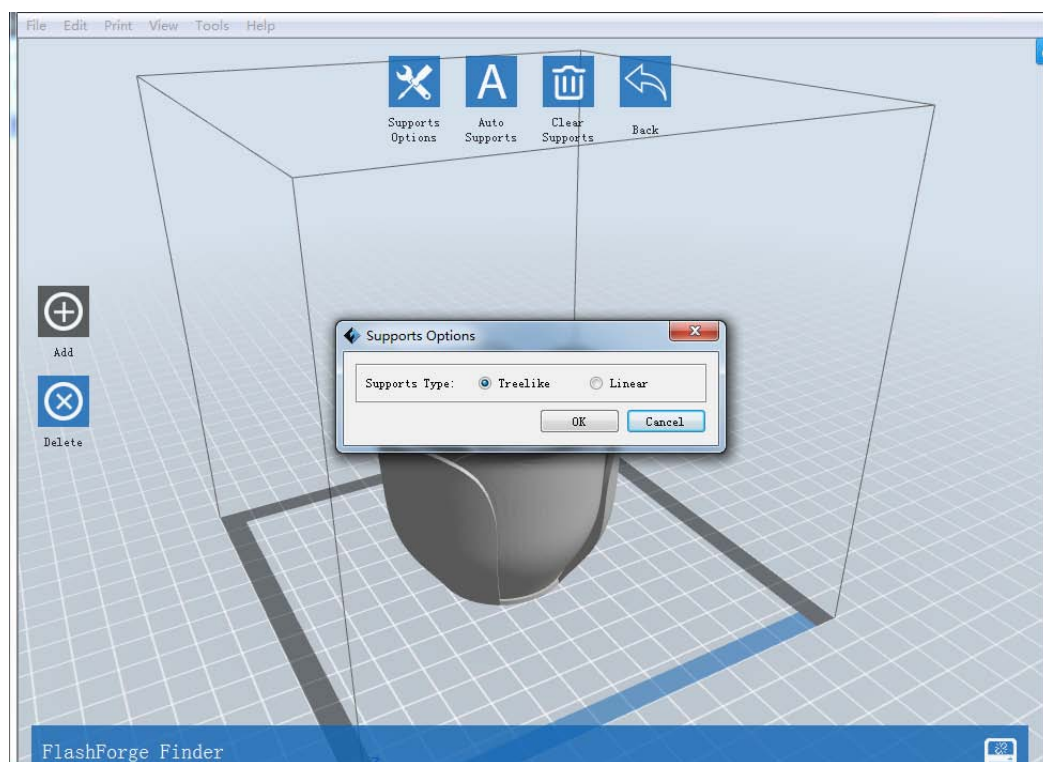 File Edit Print View Tools Help
Supports Options
Auto Supports
Clear Supports
Back
Add
Delete
Supports Options
Supports Type: Treelike Linear
OK Cancel
FlashForge Finder